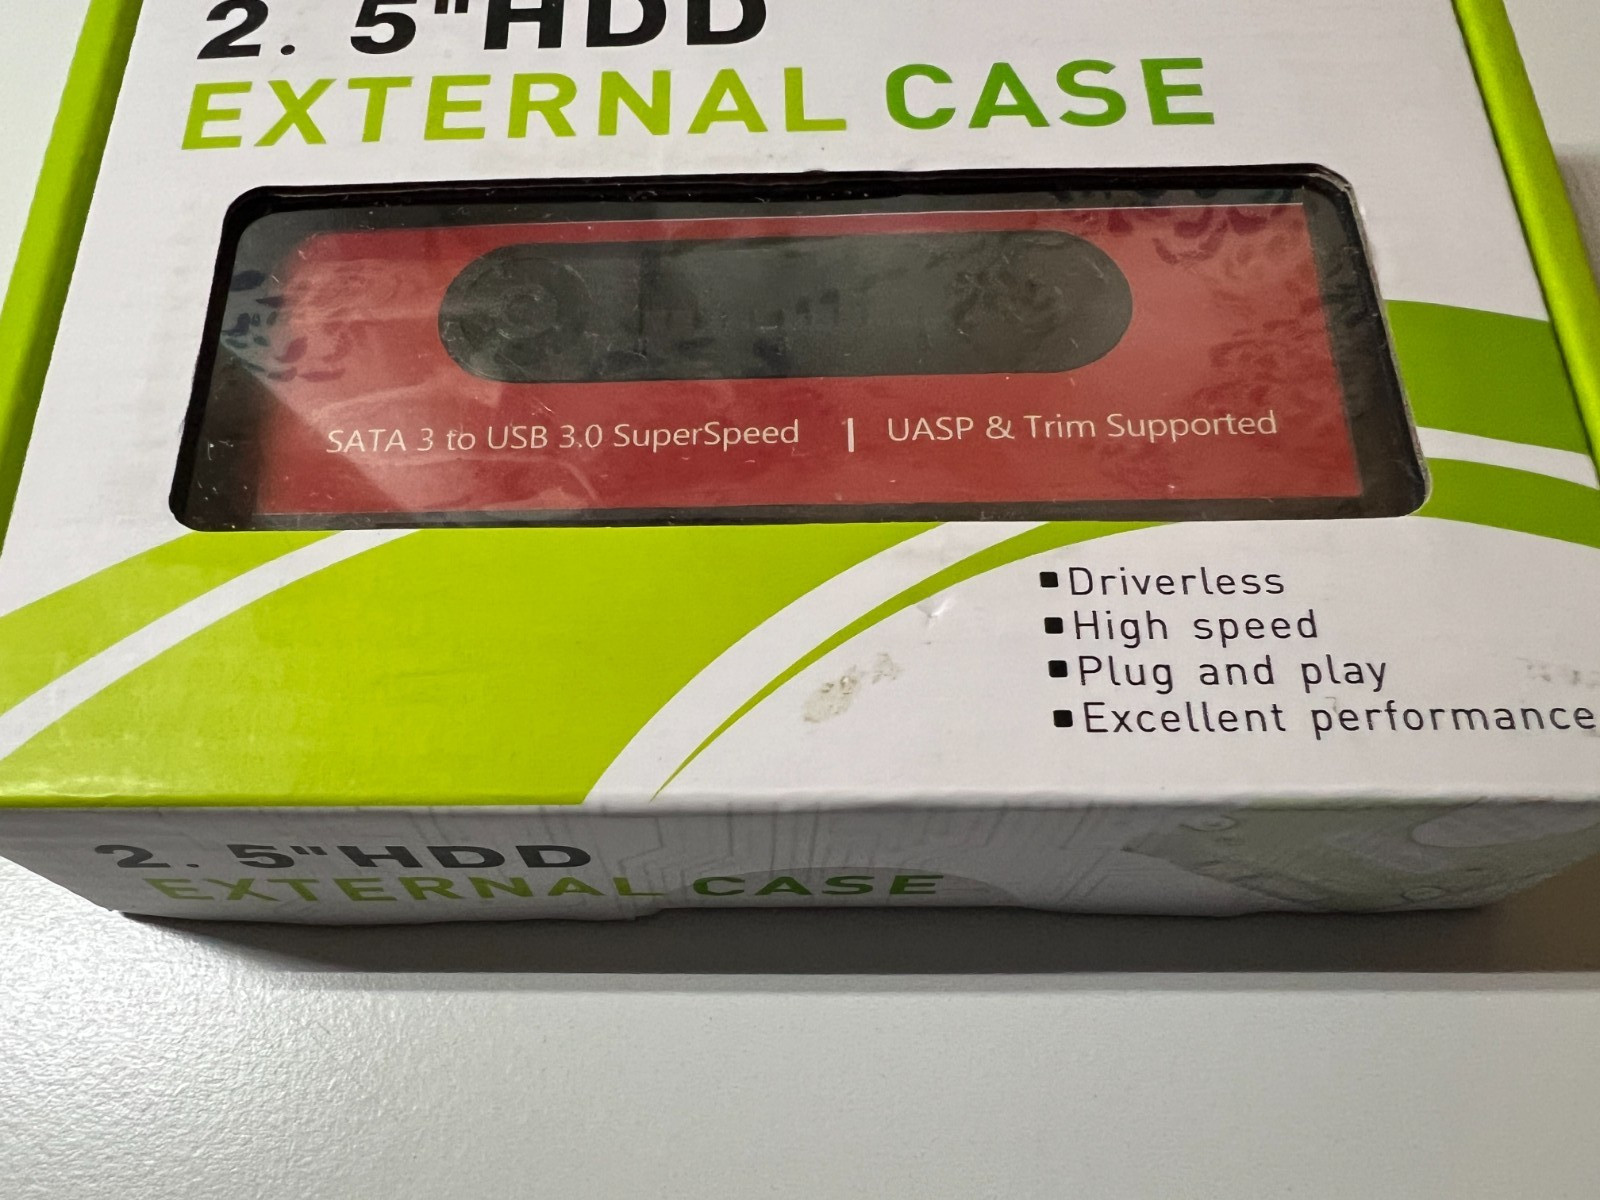 2. 5"HDD
EXTERNAL CASE
SATA 3 to USB 3.0 SuperSpeed | UASP & Trim Supported
▪Driverless
▪High speed
▪Plug and play
▪Excellent performance
2. 5"HDD
EXTERNAL CASE